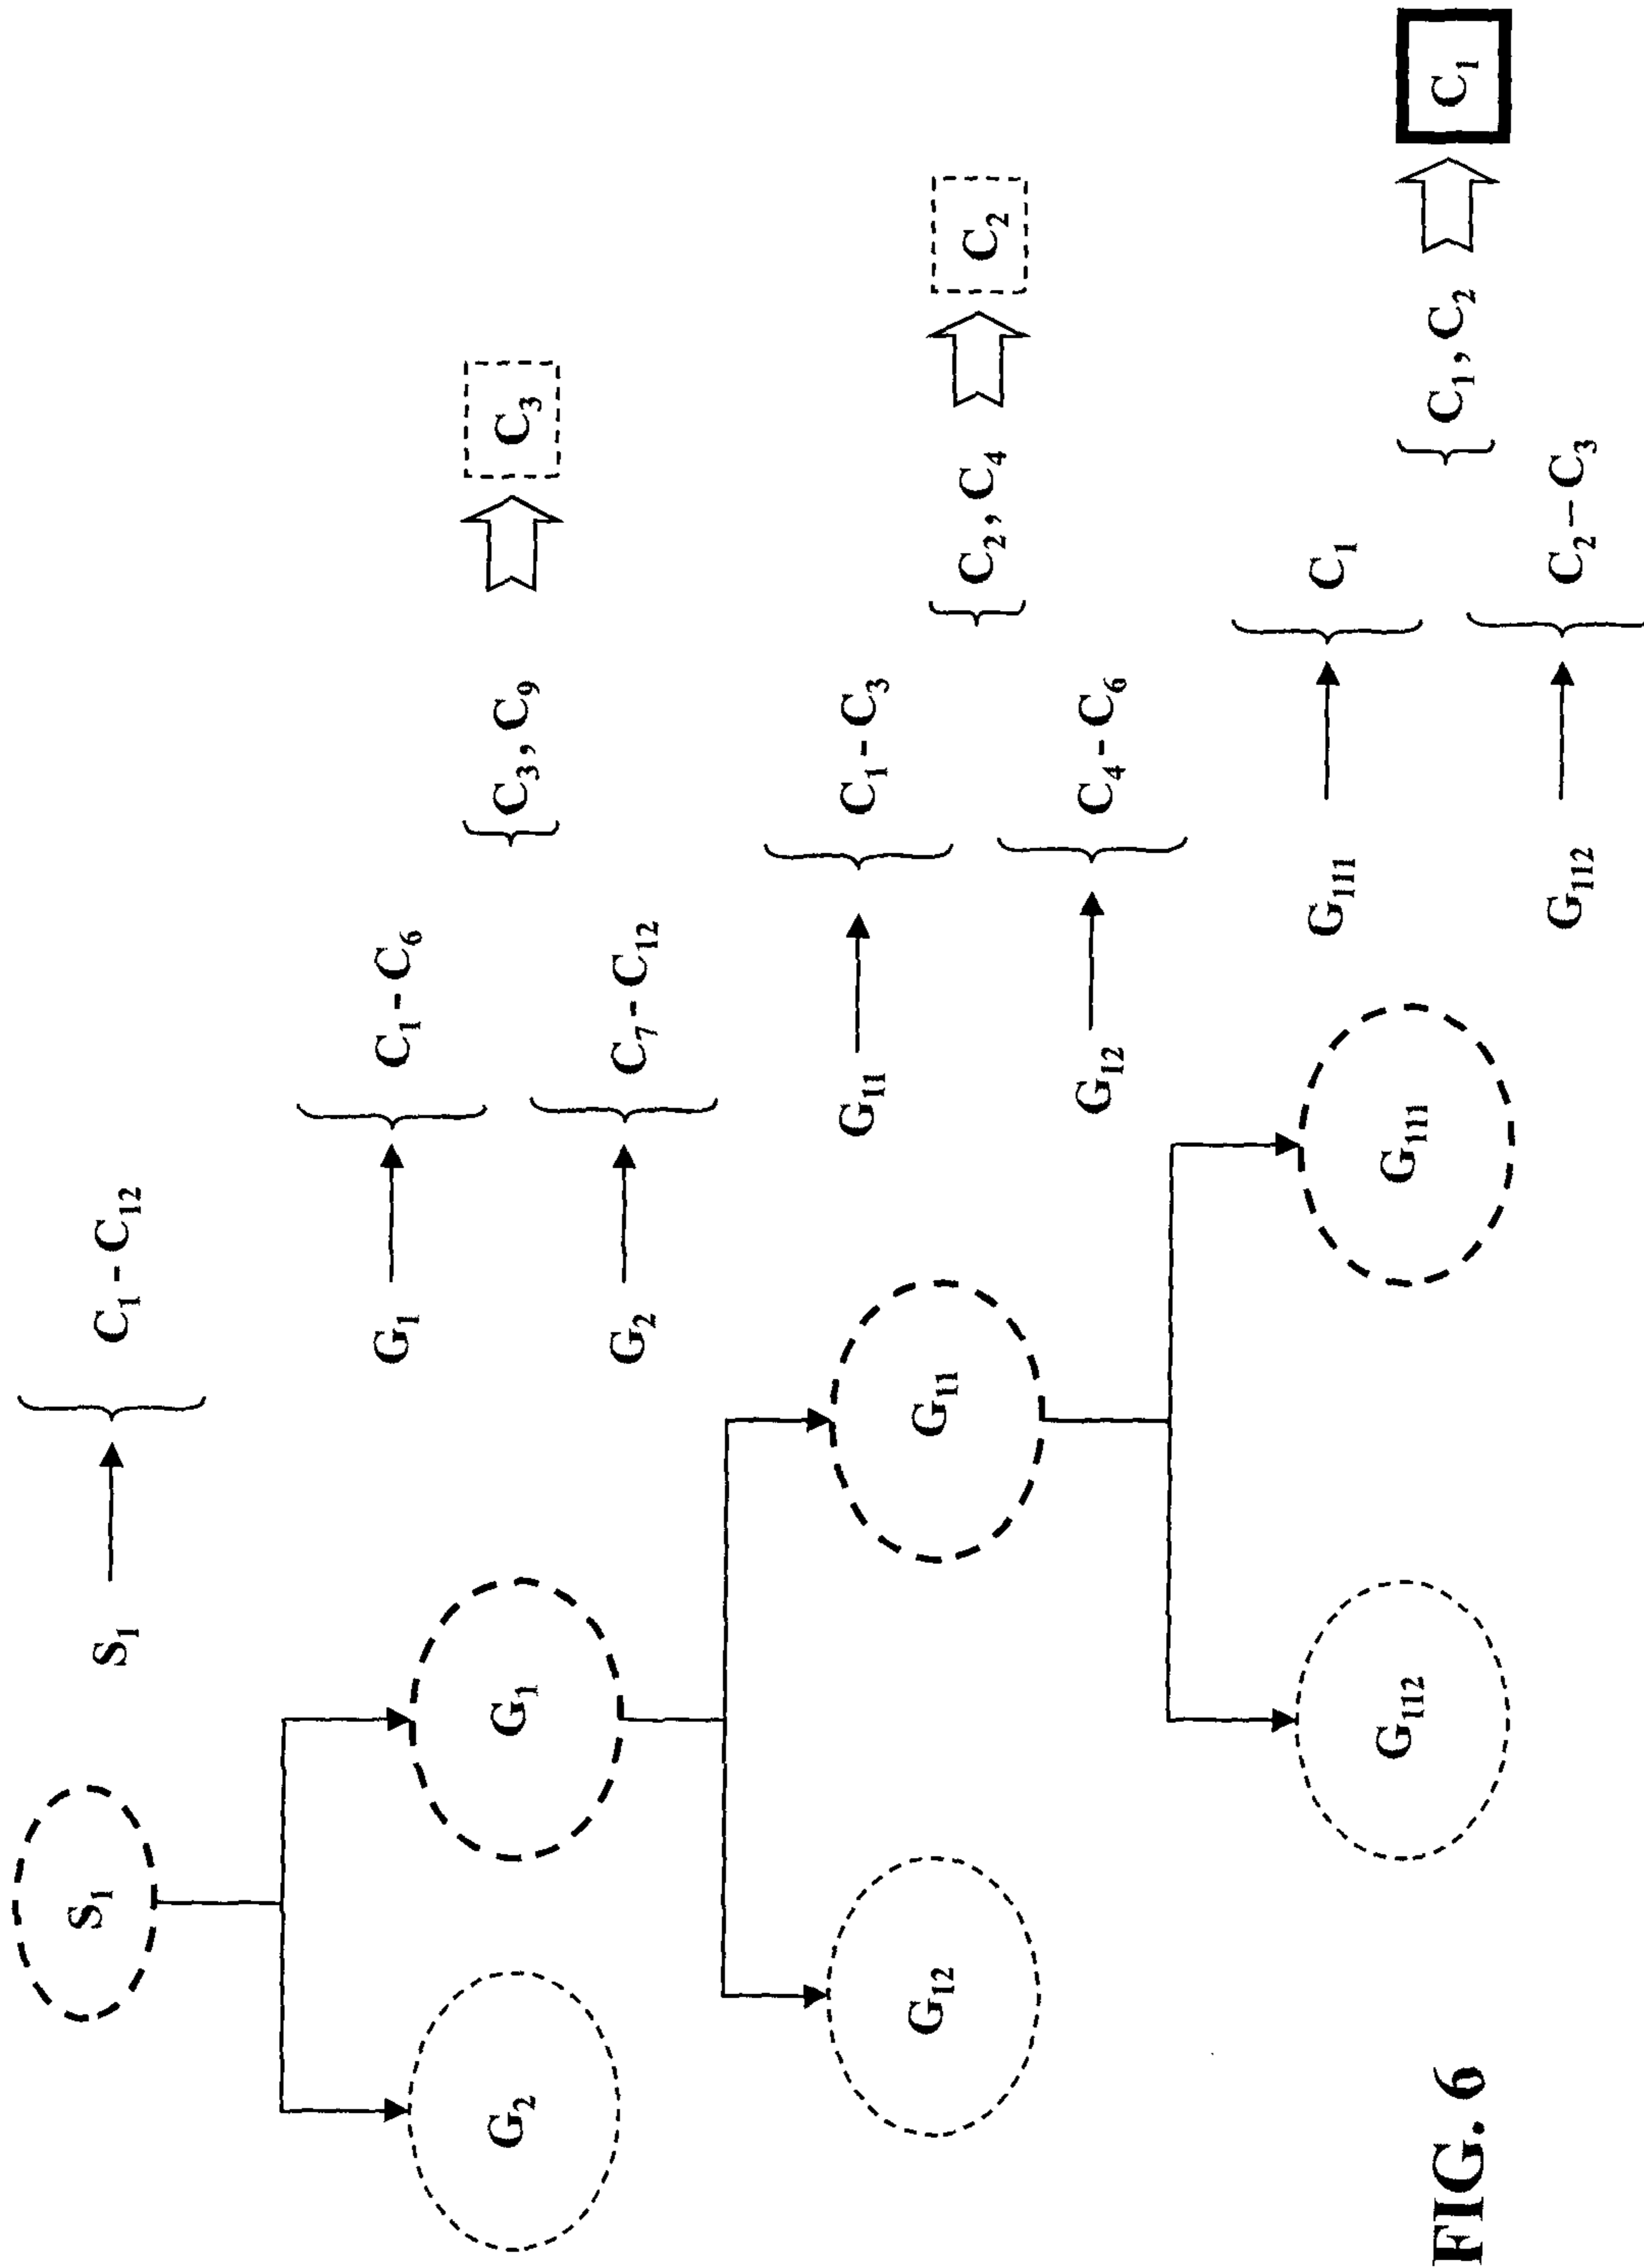 S1
S1 → C1 - C12
G2
G1
G1 → C1 - C6
G2 → C7 - C12
C3, C9
C3
G12
G11
G11 → C1 - C3
G12 → C4 - C6
C2, C4
C2
G112
G111
G111 → C1
G112 → C2 – C3
C1, C2
C1
FIG. 6